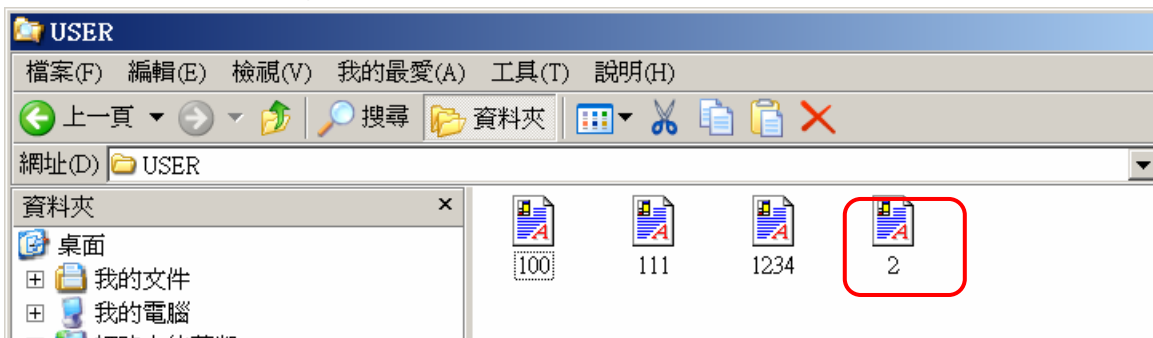 USER
檔案(F) 編輯(E) 檢視(V) 我的最愛(A) 工具(T) 說明(H)
上一頁 搜尋 資料夾
網址(D) USER
資料夾 ×
桌面
我的文件
我的電腦
100 111 1234 2